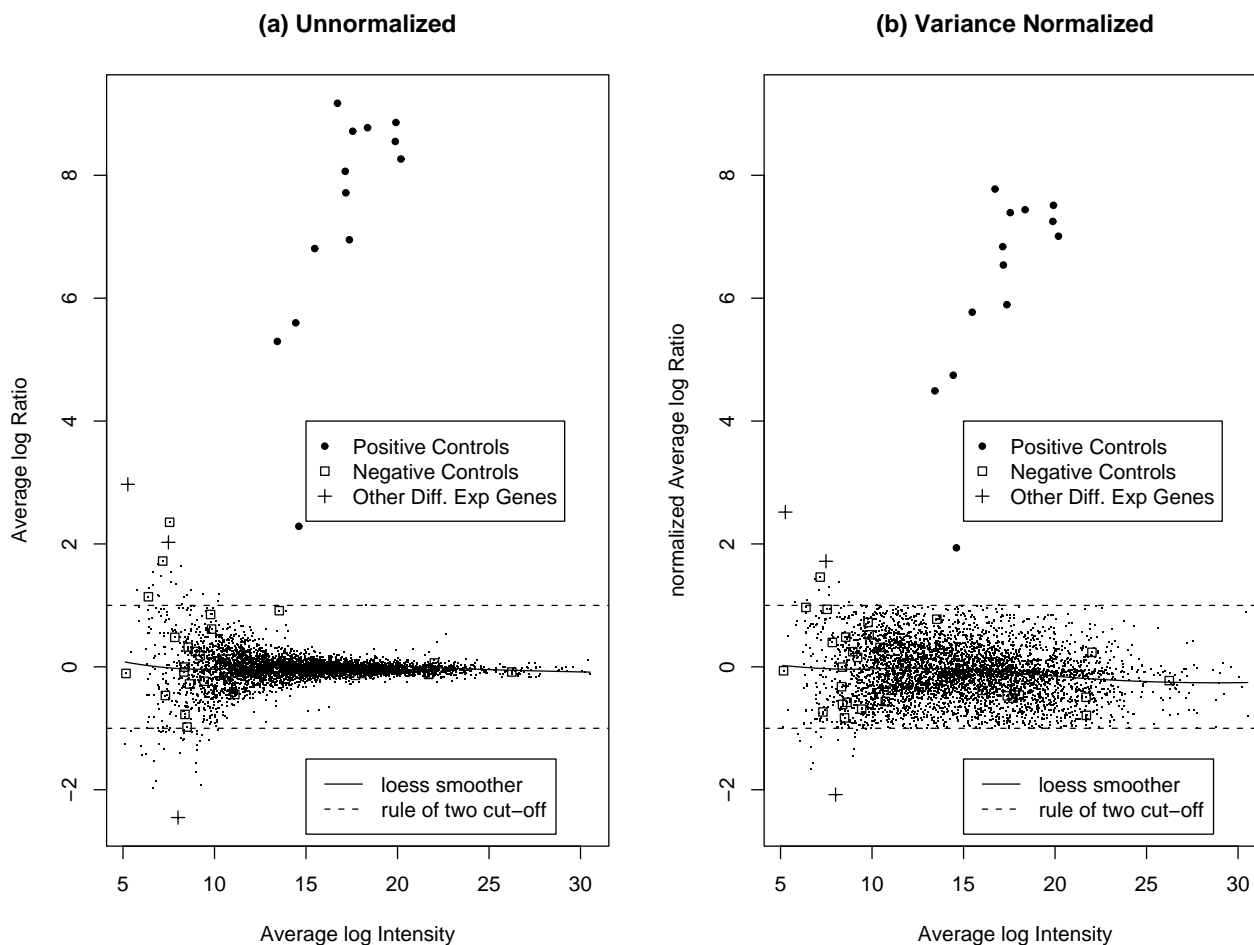 (a) Unnormalized
Average log Ratio
8
6
4
2
0
−2
Positive Controls
Negative Controls
Other Diff. Exp Genes
loess smoother
rule of two cut−off
5 10 15 20 25 30
Average log Intensity
(b) Variance Normalized
normalized Average log Ratio
8
6
4
2
0
−2
Positive Controls
Negative Controls
Other Diff. Exp Genes
loess smoother
rule of two cut−off
5 10 15 20 25 30
Average log Intensity